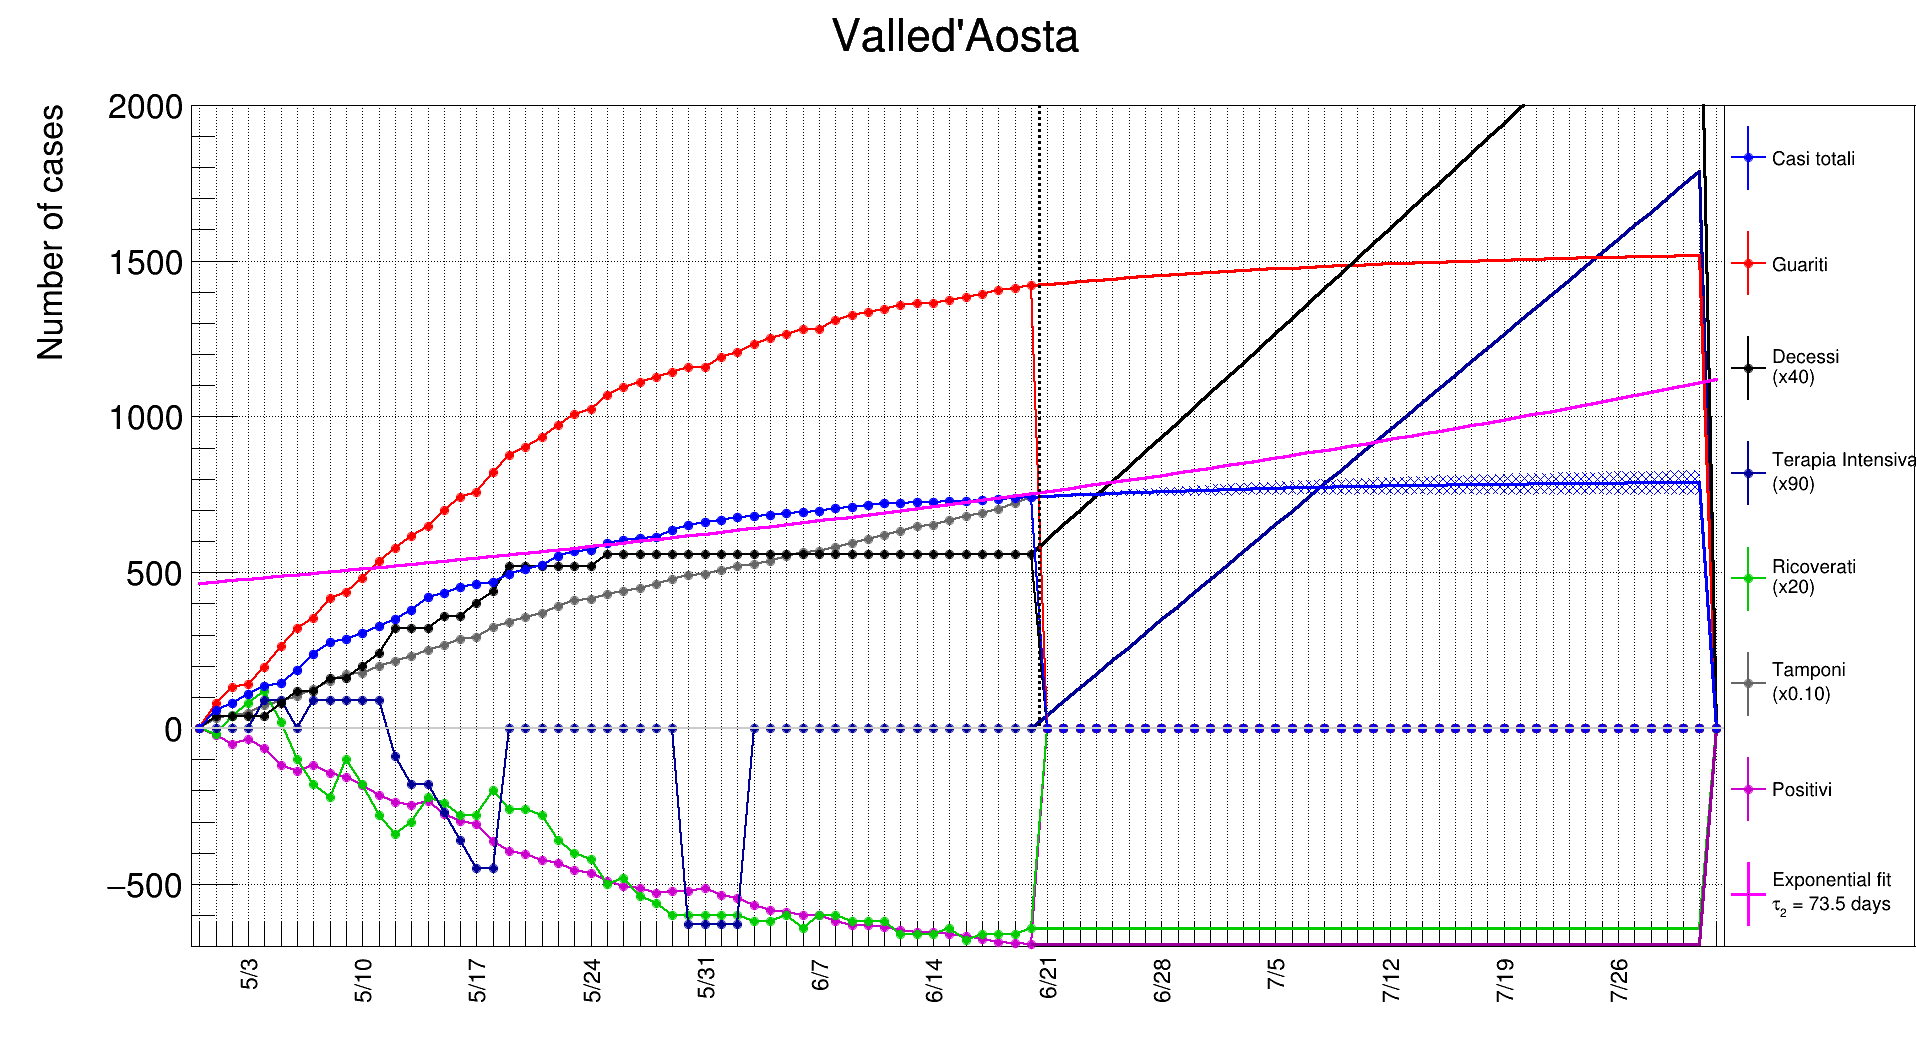 Valled'Aosta
Number of cases
2000
1500
1000
500
0
−500
5/3
5/10
5/17
5/24
5/31
6/7
6/14
6/21
6/28
7/5
7/12
7/19
7/26
Casi totali
Guariti
Decessi
(x40)
Terapia Intensiva
(x90)
Ricoverati
(x20)
Tamponi
(x0.10)
Positivi
Exponential fit
τ2 = 73.5 days